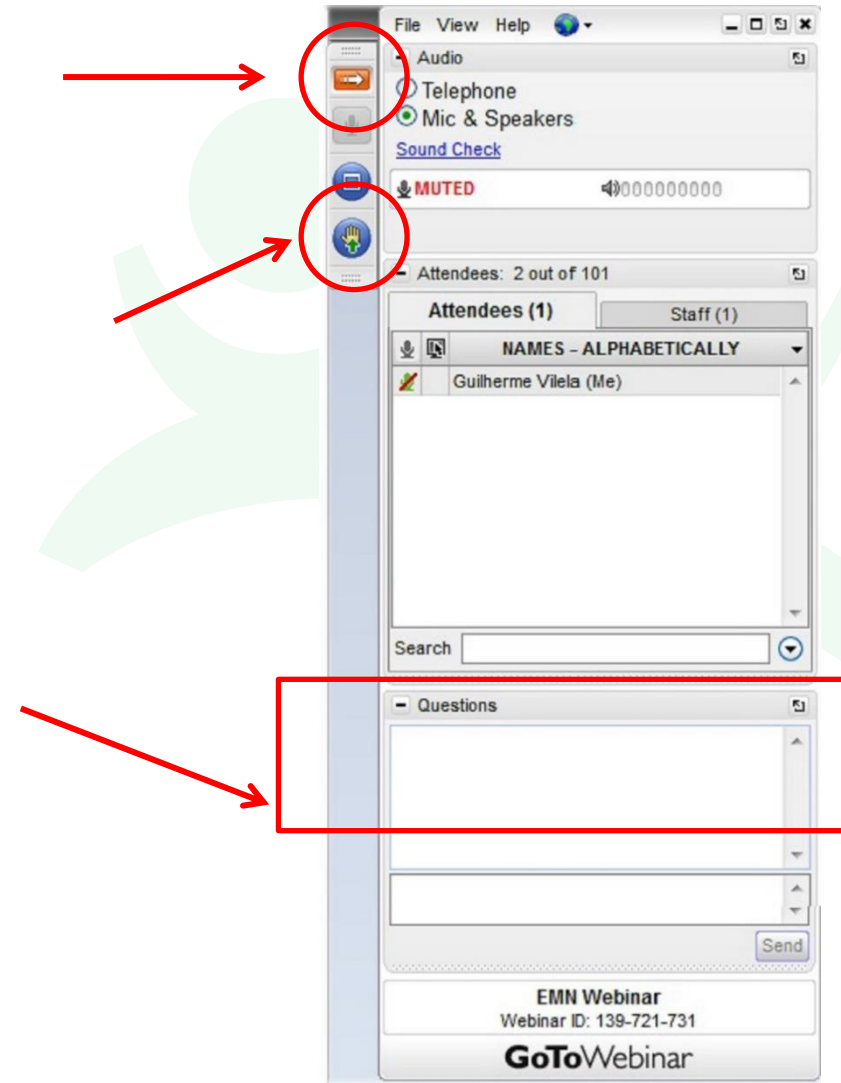 File View Help
Audio
Telephone
Mic & Speakers
Sound Check
MUTED 000000000
Attendees: 2 out of 101
Attendees (1) Staff (1)
NAMES – ALPHABETICALLY
Guilherme Vilela (Me)
Search
Questions
Send
EMN Webinar
Webinar ID: 139-721-731
GoToWebinar